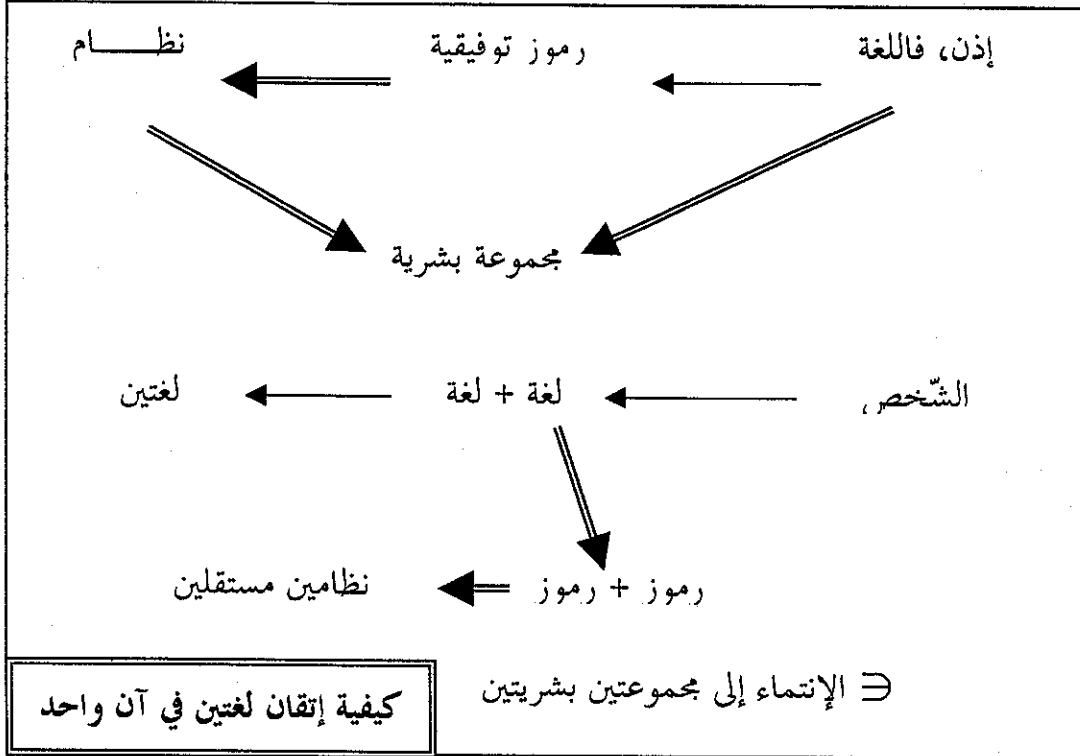 إذن، فاللغة رموز توفيقية نظـــــام
مجموعة بشرية
الشّخص لغة + لغة لغتين
رموز + رموز نظامين مستقلين
∋ الإنتماء إلى مجموعتين بشريتين
كيفية إتقان لغتين في آن واحد